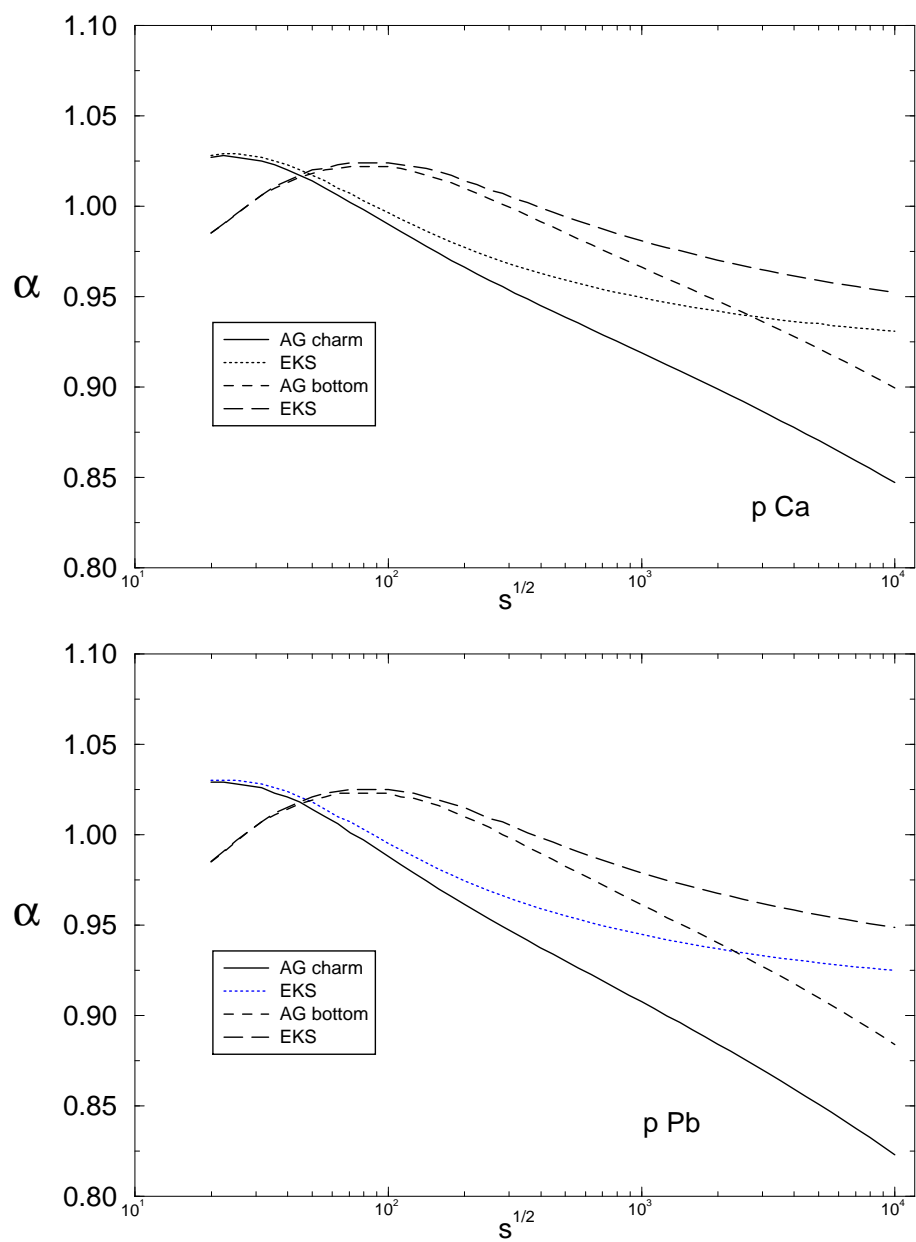 1.10
1.05
1.00
0.95
0.90
0.85
0.80
α
AG charm
EKS
AG bottom
EKS
p Ca
10¹ 10² 10³ 10⁴
s^1/2
1.10
1.05
1.00
0.95
0.90
0.85
0.80
α
AG charm
EKS
AG bottom
EKS
p Pb
10¹ 10² 10³ 10⁴
s^1/2